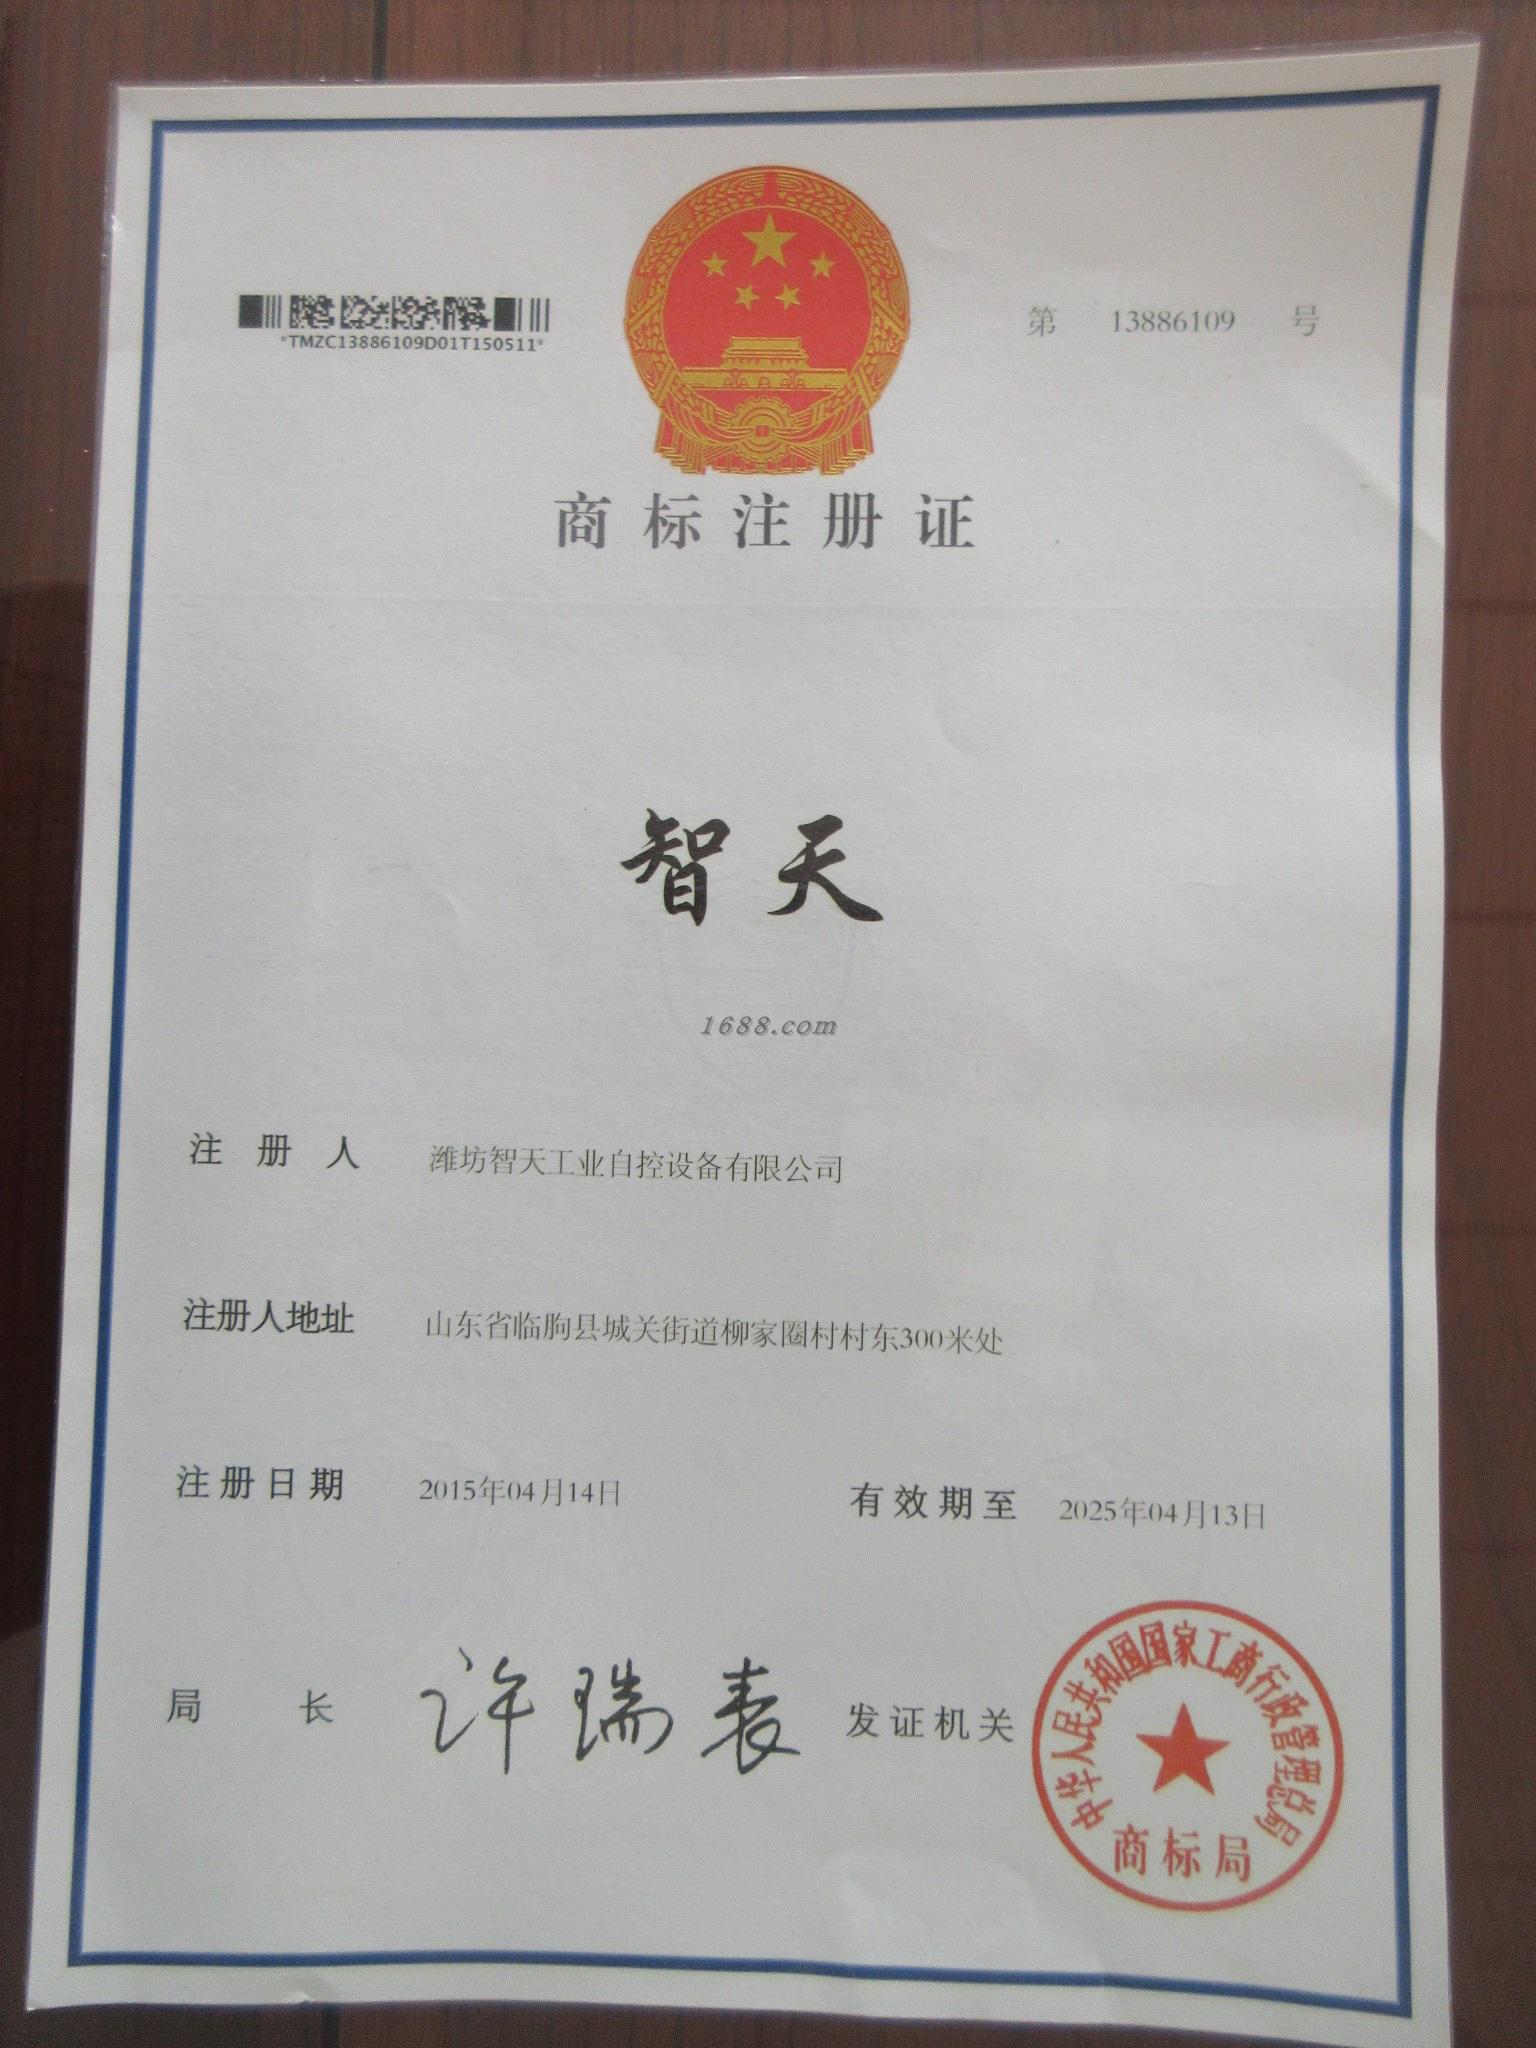 *TMZC13886109D01T150511*
第 13886109 号
商标注册证
智天
1688.com
注册人 潍坊智天工业自控设备有限公司
注册人地址 山东省临朐县城关街道柳家圈村村东300米处
注册日期 2015年04月14日 有效期至 2025年04月13日
局长 许瑞表 发证机关
中华人民共和国国家工商行政管理总局
商标局